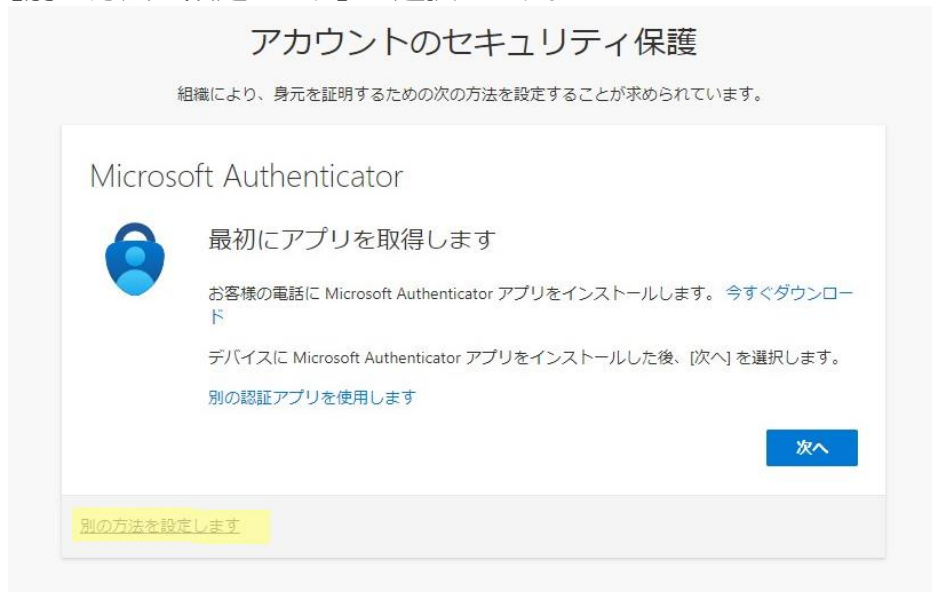 アカウントのセキュリティ保護
組織により、身元を証明するための次の方法を設定することが求められています。
Microsoft Authenticator
最初にアプリを取得します
お客様の電話に Microsoft Authenticator アプリをインストールします。 今すぐダウンロー
ド
デバイスに Microsoft Authenticator アプリをインストールした後、[次へ] を選択します。
別の認証アプリを使用します
次へ
別の方法を設定します